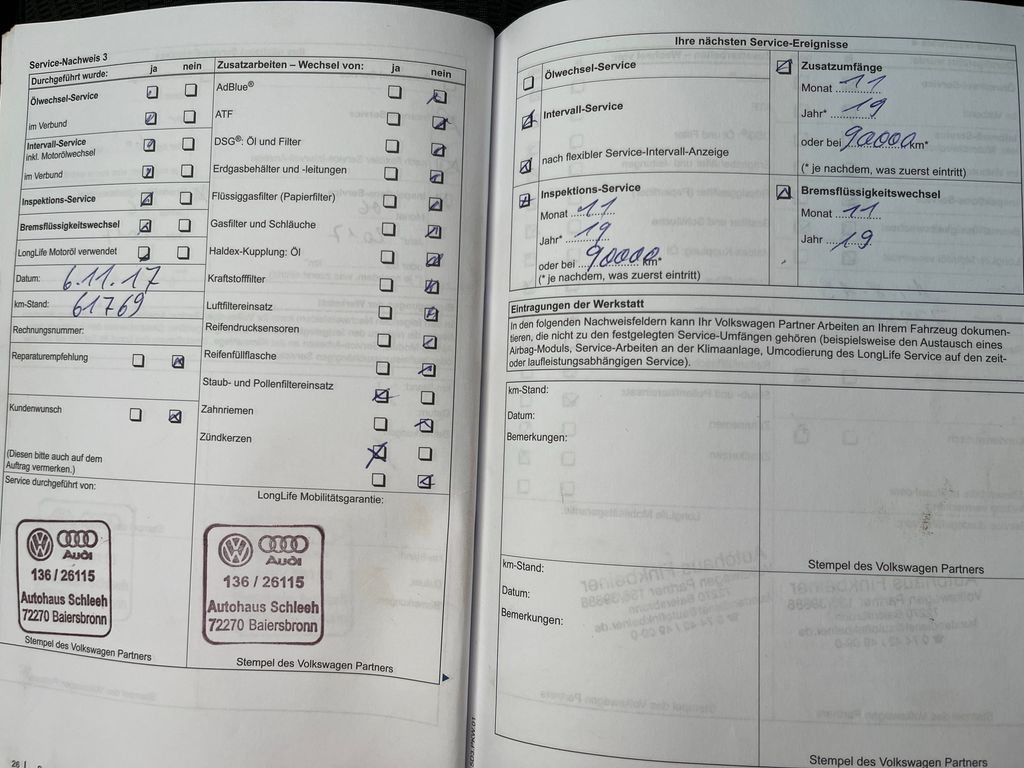 Service-Nachweis 3
Durchgeführt wurde: ja nein
Ölwechsel-Service
im Verbund
Intervall-Service
inkl. Motorölwechsel
im Verbund
Inspektions-Service
Bremsflüssigkeitswechsel
LongLife Motoröl verwendet
Datum: 6.11.17
km-Stand: 61769
Rechnungsnummer:
Reparaturempfehlung
Kundenwunsch
(Diesen bitte auch auf dem
Auftrag vermerken.)
Service durchgeführt von:
Audi
136 / 26115
Autohaus Schleeh
72270 Baiersbronn
Stempel des Volkswagen Partners
Zusatzarbeiten – Wechsel von: ja nein
AdBlue®
ATF
DSG®: Öl und Filter
Erdgasbehälter und -leitungen
Flüssiggasfilter (Papierfilter)
Gasfilter und Schläuche
Haldex-Kupplung: Öl
Kraftstofffilter
Luftfiltereinsatz
Reifendrucksensoren
Reifenfüllflasche
Staub- und Pollenfiltereinsatz
Zahnriemen
Zündkerzen
LongLife Mobilitätsgarantie:
Audi
136 / 26115
Autohaus Schleeh
72270 Baiersbronn
Stempel des Volkswagen Partners
26
Ihre nächsten Service-Ereignisse
Ölwechsel-Service
Intervall-Service
nach flexibler Service-Intervall-Anzeige
Inspektions-Service
Monat 11
Jahr* 19
oder bei 90000 km*
(* je nachdem, was zuerst eintritt)
Zusatzumfänge
Monat 11
Jahr* 19
oder bei 90000 km*
(* je nachdem, was zuerst eintritt)
Bremsflüssigkeitswechsel
Monat 11
Jahr 19
Eintragungen der Werkstatt
In den folgenden Nachweisfeldern kann Ihr Volkswagen Partner Arbeiten an Ihrem Fahrzeug dokumen-
tieren, die nicht zu den festgelegten Service-Umfängen gehören (beispielsweise den Austausch eines
Airbag-Moduls, Service-Arbeiten an der Klimaanlage, Umcodierung des LongLife Service auf den zeit-
oder laufleistungsabhängigen Service).
km-Stand:
Datum:
Bemerkungen:
Stempel des Volkswagen Partners
km-Stand:
Datum:
Bemerkungen:
Stempel des Volkswagen Partners